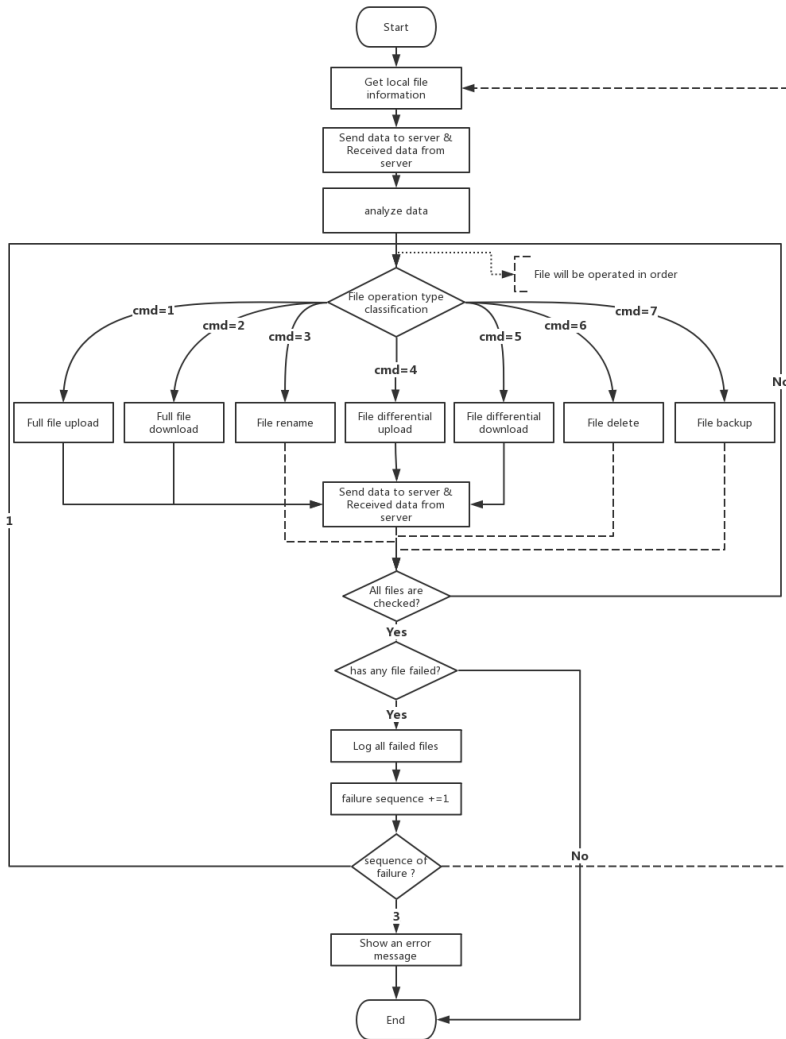 Start
Get local file
information
Send data to server &
Received data from
server
analyze data
File will be operated in order
File operation type
classification
cmd=1
cmd=2
cmd=3
cmd=4
cmd=5
cmd=6
cmd=7
No
Full file upload
Full file
download
File rename
File differential
upload
File differential
download
File delete
File backup
Send data to server &
Received data from
server
1
All files are
checked?
Yes
has any file failed?
Yes
Log all failed files
failure sequence +=1
No
sequence of
failure ?
3
Show an error
message
End